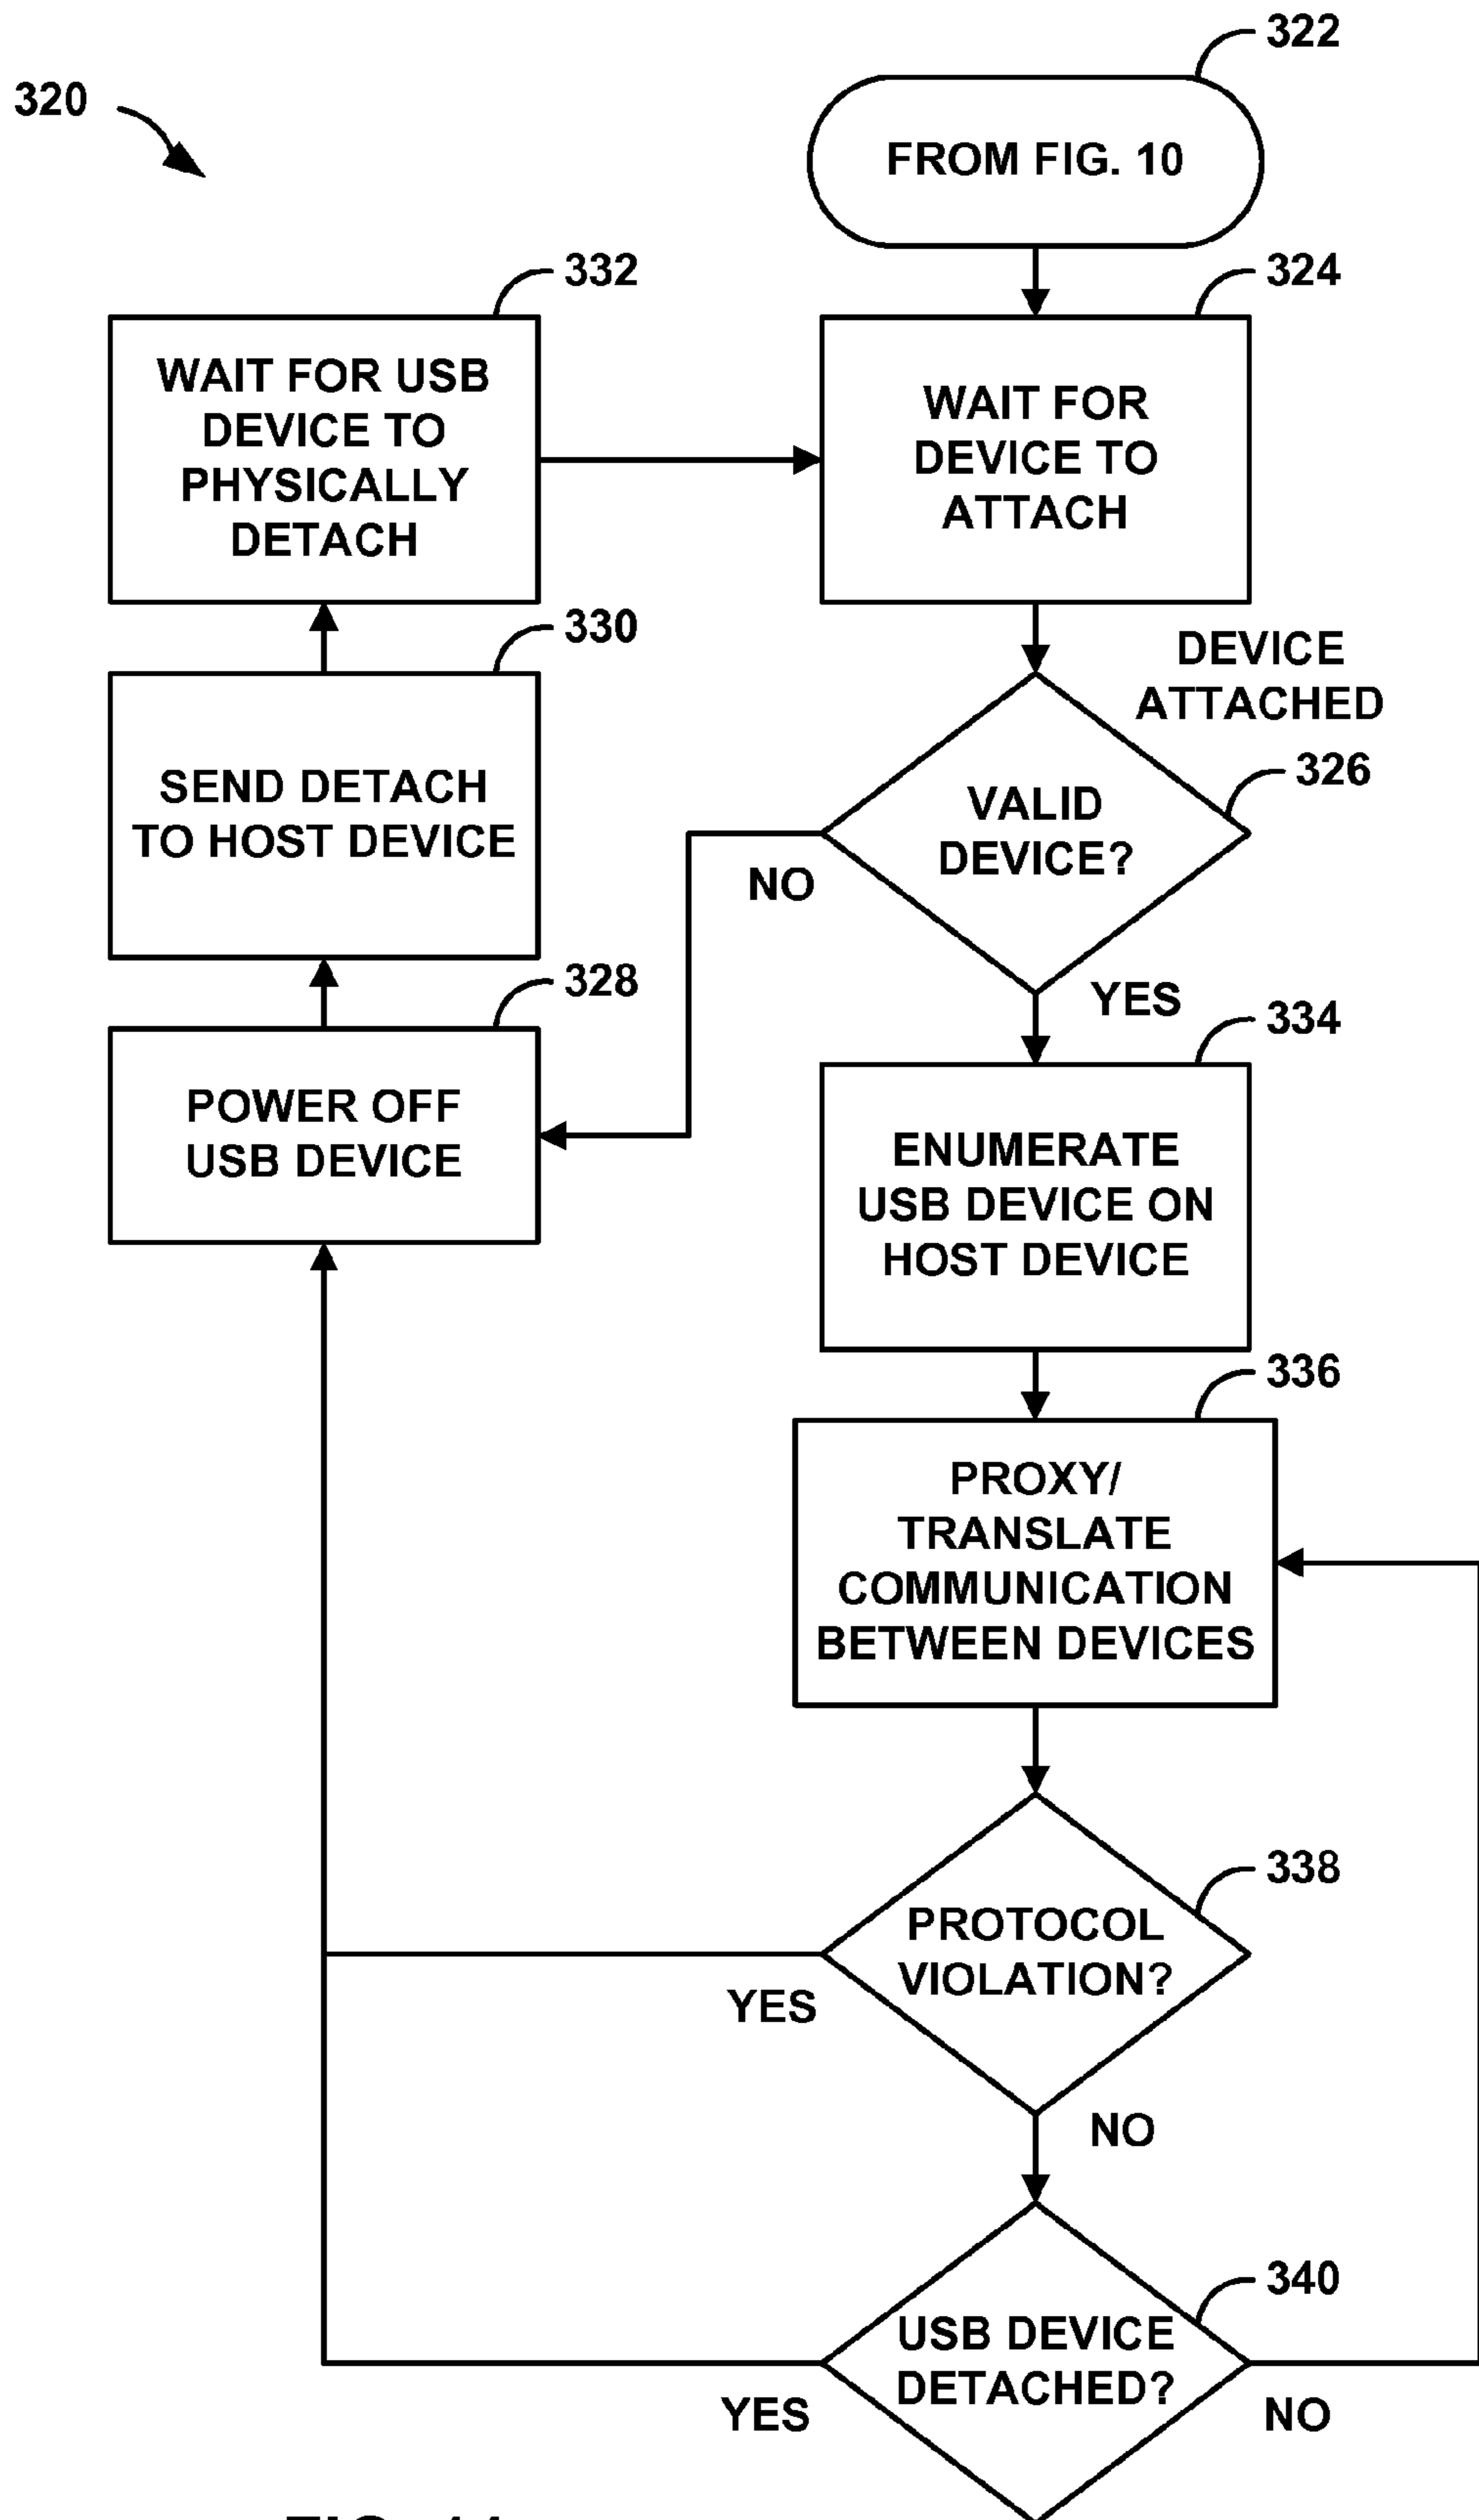 322
320
FROM FIG. 10
332
324
WAIT FOR USB
DEVICE TO
PHYSICALLY
DETACH
WAIT FOR
DEVICE TO
ATTACH
330
DEVICE
ATTACHED
SEND DETACH
TO HOST DEVICE
326
VALID
DEVICE?
NO
328
YES
334
POWER OFF
USB DEVICE
ENUMERATE
USB DEVICE ON
HOST DEVICE
336
PROXY/
TRANSLATE
COMMUNICATION
BETWEEN DEVICES
338
PROTOCOL
VIOLATION?
YES
NO
340
USB DEVICE
DETACHED?
YES
NO